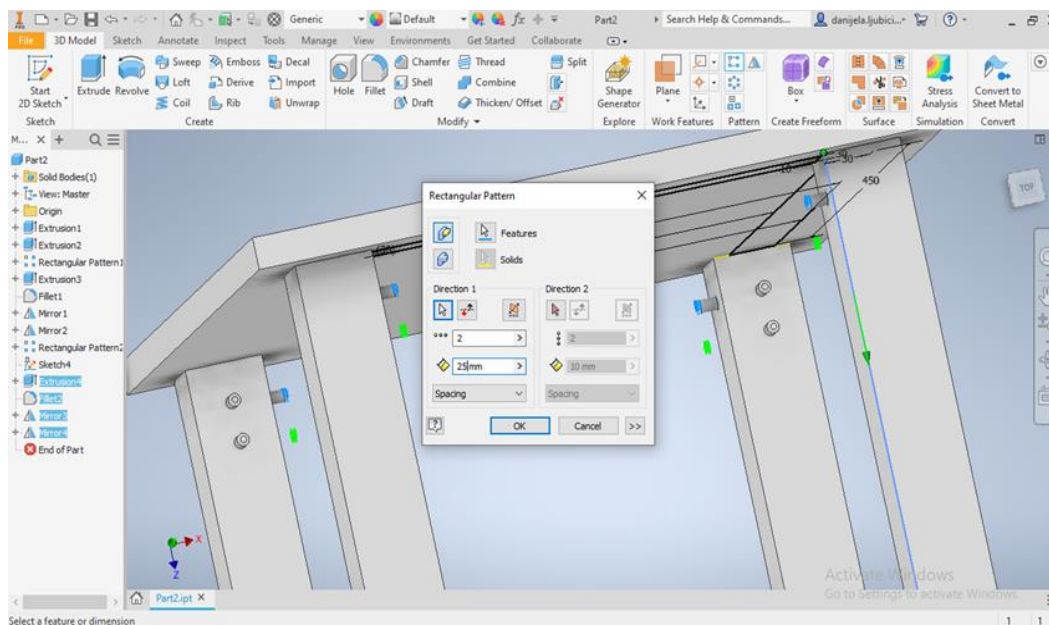 Generic Default fx Part2 Search Help & Commands... danijela.ljubici...
File 3D Model Sketch Annotate Inspect Tools Manage View Environments Get Started Collaborate
Start
2D Sketch
Extrude Revolve
Sweep Emboss Decal
Loft Derive Import
Coil Rib Unwrap
Hole Fillet
Chamfer Thread Split
Shell Combine
Draft Thicken/ Offset
Shape
Generator
Plane
Box
Stress
Analysis
Convert to
Sheet Metal
Sketch Create Modify Explore Work Features Pattern Create Freeform Surface Simulation Convert
M... X +
Part2
Solid Bodies(1)
View: Master
Origin
Extrusion1
Extrusion2
Rectangular Pattern1
Extrusion3
Fillet1
Mirror1
Mirror2
Rectangular Pattern2
Sketch4
Extrusion4
Fillet2
Mirror3
Mirror4
End of Part
Rectangular Pattern
Features
Solids
Direction 1 Direction 2
2 2
25mm 10 mm
Spacing Spacing
OK Cancel >>
30
450
TOP
X
Z
Activate Windows
Go to Settings to activate Windows.
Part2.ipt X
Select a feature or dimension 1 1